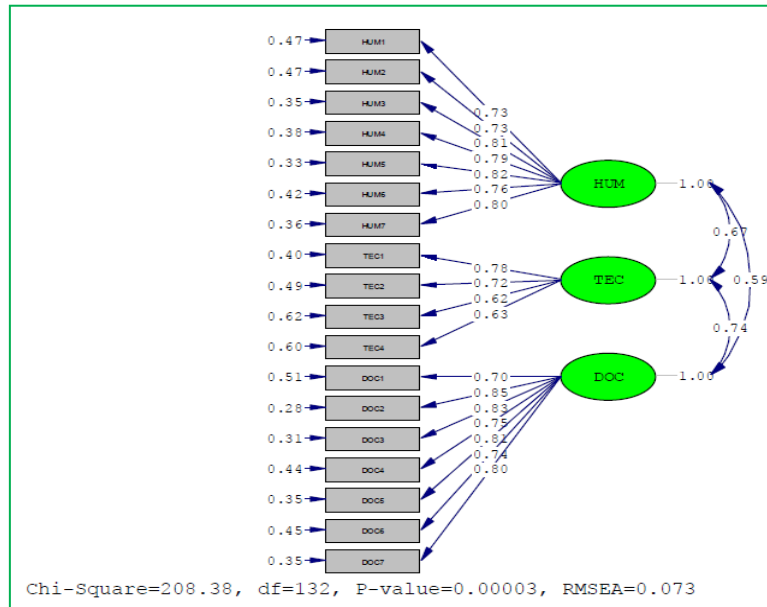 0.47 HUM1
0.47 HUM2
0.35 HUM3
0.38 HUM4
0.33 HUM5
0.42 HUM6
0.36 HUM7
0.40 TEC1
0.49 TEC2
0.62 TEC3
0.60 TEC4
0.51 DOC1
0.28 DOC2
0.31 DOC3
0.44 DOC4
0.35 DOC5
0.45 DOC6
0.35 DOC7
0.73
0.73
0.81
0.79
0.82
0.76
0.80
0.78
0.72
0.62
0.63
0.70
0.85
0.83
0.75
0.81
0.74
0.80
HUM 1.00
TEC 1.00
DOC 1.00
0.67
0.59
0.74
Chi-Square=208.38, df=132, P-value=0.00003, RMSEA=0.073